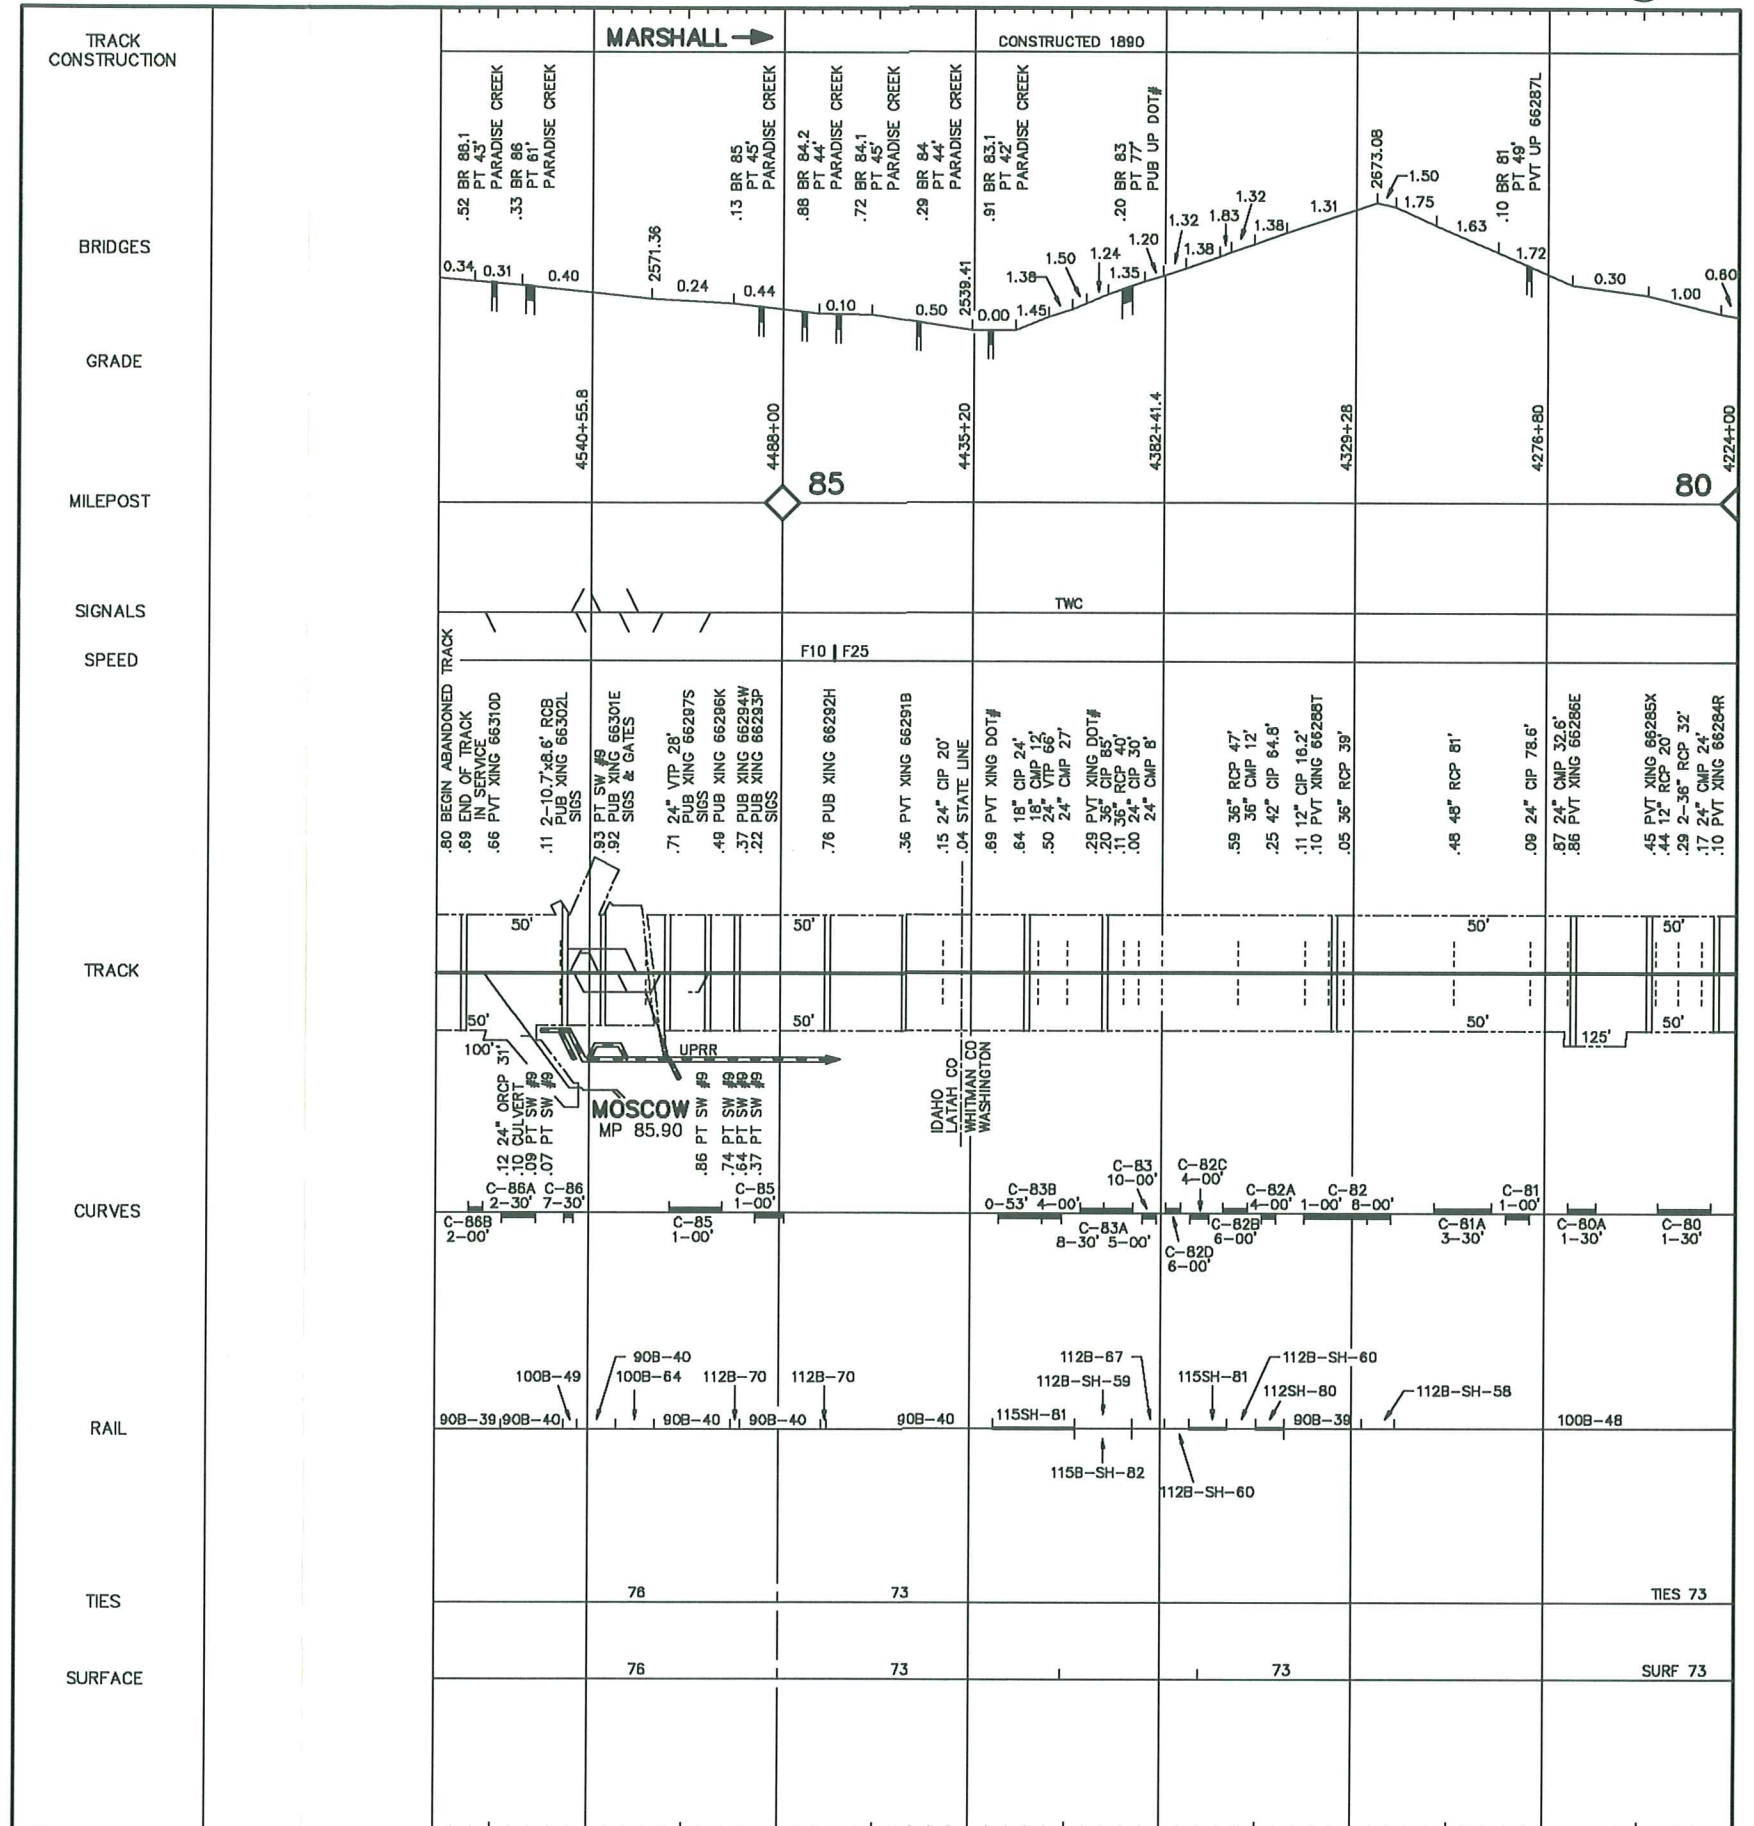 TRACK
CONSTRUCTION
MARSHALL
CONSTRUCTED 1890
.52 BR 86.1
PT 43'
PARADISE CREEK
.33 BR 86
PT 61'
PARADISE CREEK
.13 BR 85
PT 45'
PARADISE CREEK
.88 BR 84.2
PT 44'
PARADISE CREEK
.72 BR 84.1
PT 45'
PARADISE CREEK
.29 BR 84
PT 44'
PARADISE CREEK
.91 BR 83.1
PT 42'
PARADISE CREEK
.20 BR 83
PT 77'
PUB UP DOT#
.10 BR 81
PT 49'
PVT UP 66287L
BRIDGES
0.34
0.31
0.40
2571.36
0.24
0.44
0.10
0.50
2539.41
0.00
1.45
1.38
1.50
1.24
1.35
1.20
1.32
1.38
1.83
1.32
1.38
1.31
2673.08
1.50
1.75
1.63
1.72
0.30
1.00
0.60
GRADE
4540+55.8
4488+00
4435+20
4382+41.4
4329+28
4276+80
4224+00
MILEPOST
85
80
SIGNALS
TWC
SPEED
F10
F25
.80 BEGIN ABANDONED TRACK
.69 END OF TRACK
IN SERVICE
.66 PVT XING 66310D
.11 2-10.7'x8.6' RCB
PUB XING 66302L
SIGS
.93 PT SW #9
.92 PUB XING 66301E
SIGS & GATES
.71 24" VTP 28'
PUB XING 66297S
SIGS
.49 PUB XING 66296K
.37 PUB XING 66294W
.22 PUB XING 66293P
SIGS
.76 PUB XING 66292H
.36 PVT XING 66291B
.15 24" CIP 20'
.04 STATE LINE
.69 PVT XING DOT#
.64 18" CIP 24'
18" CMP 12'
.50 24" VTP 66'
24" CMP 27'
.29 PVT XING DOT#
.20 36" CIP 85'
.11 36" RCP 40'
.00 24" CIP 30'
24" CMP 8'
.59 36" RCP 47'
36" CMP 12'
.25 42" CIP 64.8'
.11 12" CIP 16.2'
.10 PVT XING 66288T
.05 36" RCP 39'
.48 48" RCP 81'
.09 24" CIP 78.6'
.87 24" CMP 32.6'
.86 PVT XING 66286E
.45 PVT XING 66285X
.44 12" RCP 20'
.29 2-36" RCP 32'
.17 24" CMP 24'
.10 PVT XING 66284R
50'
50'
50'
50'
TRACK
50'
50'
50'
50'
100'
125'
UPRR
.12 24" ORCP 31'
.10 CULVERT
.09 PT SW #9
.07 PT SW #9
MOSCOW
MP 85.90
.86 PT SW #9
.74 PT SW #9
.64 PT SW #9
.37 PT SW #9
IDAHO
LATAH CO
WHITMAN CO
WASHINGTON
CURVES
C-86B
2-00'
C-86A
2-30'
C-86
7-30'
C-85
1-00'
C-85
1-00'
C-83B
0-53' 4-00'
C-83A
8-30' 5-00'
C-83
10-00'
C-82D
6-00'
C-82C
4-00'
C-82B
6-00'
C-82A
4-00'
C-82
1-00' 8-00'
C-81A
3-30'
C-81
1-00'
C-80A
1-30'
C-80
1-30'
90B-40
112B-67
112B-SH-60
100B-49
100B-64
112B-70
112B-70
112B-SH-59
115SH-81
112SH-80
112B-SH-58
RAIL
90B-39
90B-40
90B-40
90B-40
90B-40
115SH-81
90B-39
100B-48
115B-SH-82
112B-SH-60
TIES
76
73
TIES 73
SURFACE
76
73
73
SURF 73